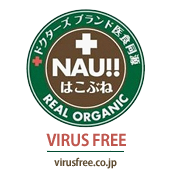 ドクターズブランド医食同源
NAU!!
はこぶね
REAL ORGANIC
VIRUS FREE
virusfree.co.jp